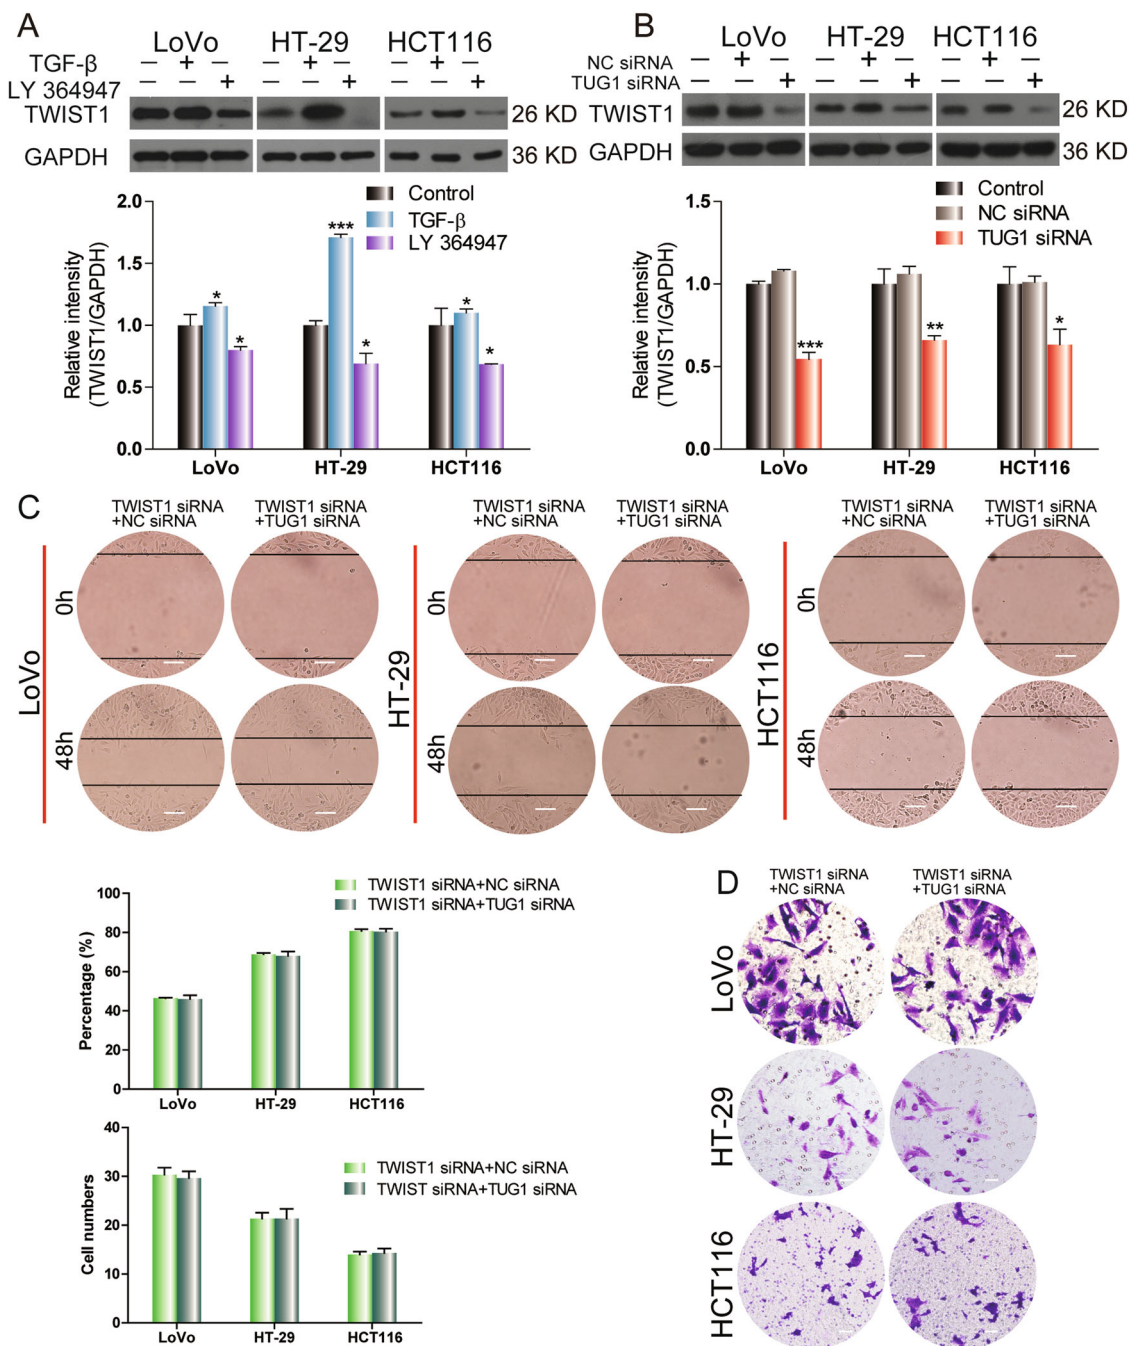 A
LoVo HT-29 HCT116
TGF-β — + — — + — — + —
LY 364947 — — + — — + — — +
TWIST1 26 KD
GAPDH 36 KD
Control
TGF-β
LY 364947
Relative intensity
(TWIST1/GAPDH)
2.0
1.5
1.0
0.5
0.0
* * *** * * *
LoVo HT-29 HCT116
B
LoVo HT-29 HCT116
NC siRNA — + — — + — — + —
TUG1 siRNA — — + — — + — — +
TWIST1 26 KD
GAPDH 36 KD
Control
NC siRNA
TUG1 siRNA
Relative intensity
(TWIST1/GAPDH)
1.5
1.0
0.5
0.0
*** ** *
LoVo HT-29 HCT116
C
TWIST1 siRNA
+NC siRNA
TWIST1 siRNA
+TUG1 siRNA
LoVo
0h
48h
TWIST1 siRNA
+NC siRNA
TWIST1 siRNA
+TUG1 siRNA
HT-29
0h
48h
TWIST1 siRNA
+NC siRNA
TWIST1 siRNA
+TUG1 siRNA
HCT116
0h
48h
TWIST1 siRNA+NC siRNA
TWIST1 siRNA+TUG1 siRNA
Percentage (%)
100
80
60
40
20
0
LoVo HT-29 HCT116
TWIST1 siRNA+NC siRNA
TWIST siRNA+TUG1 siRNA
Cell numbers
40
30
20
10
0
LoVo HT-29 HCT116
D
TWIST1 siRNA
+NC siRNA
TWIST1 siRNA
+TUG1 siRNA
LoVo
HT-29
HCT116